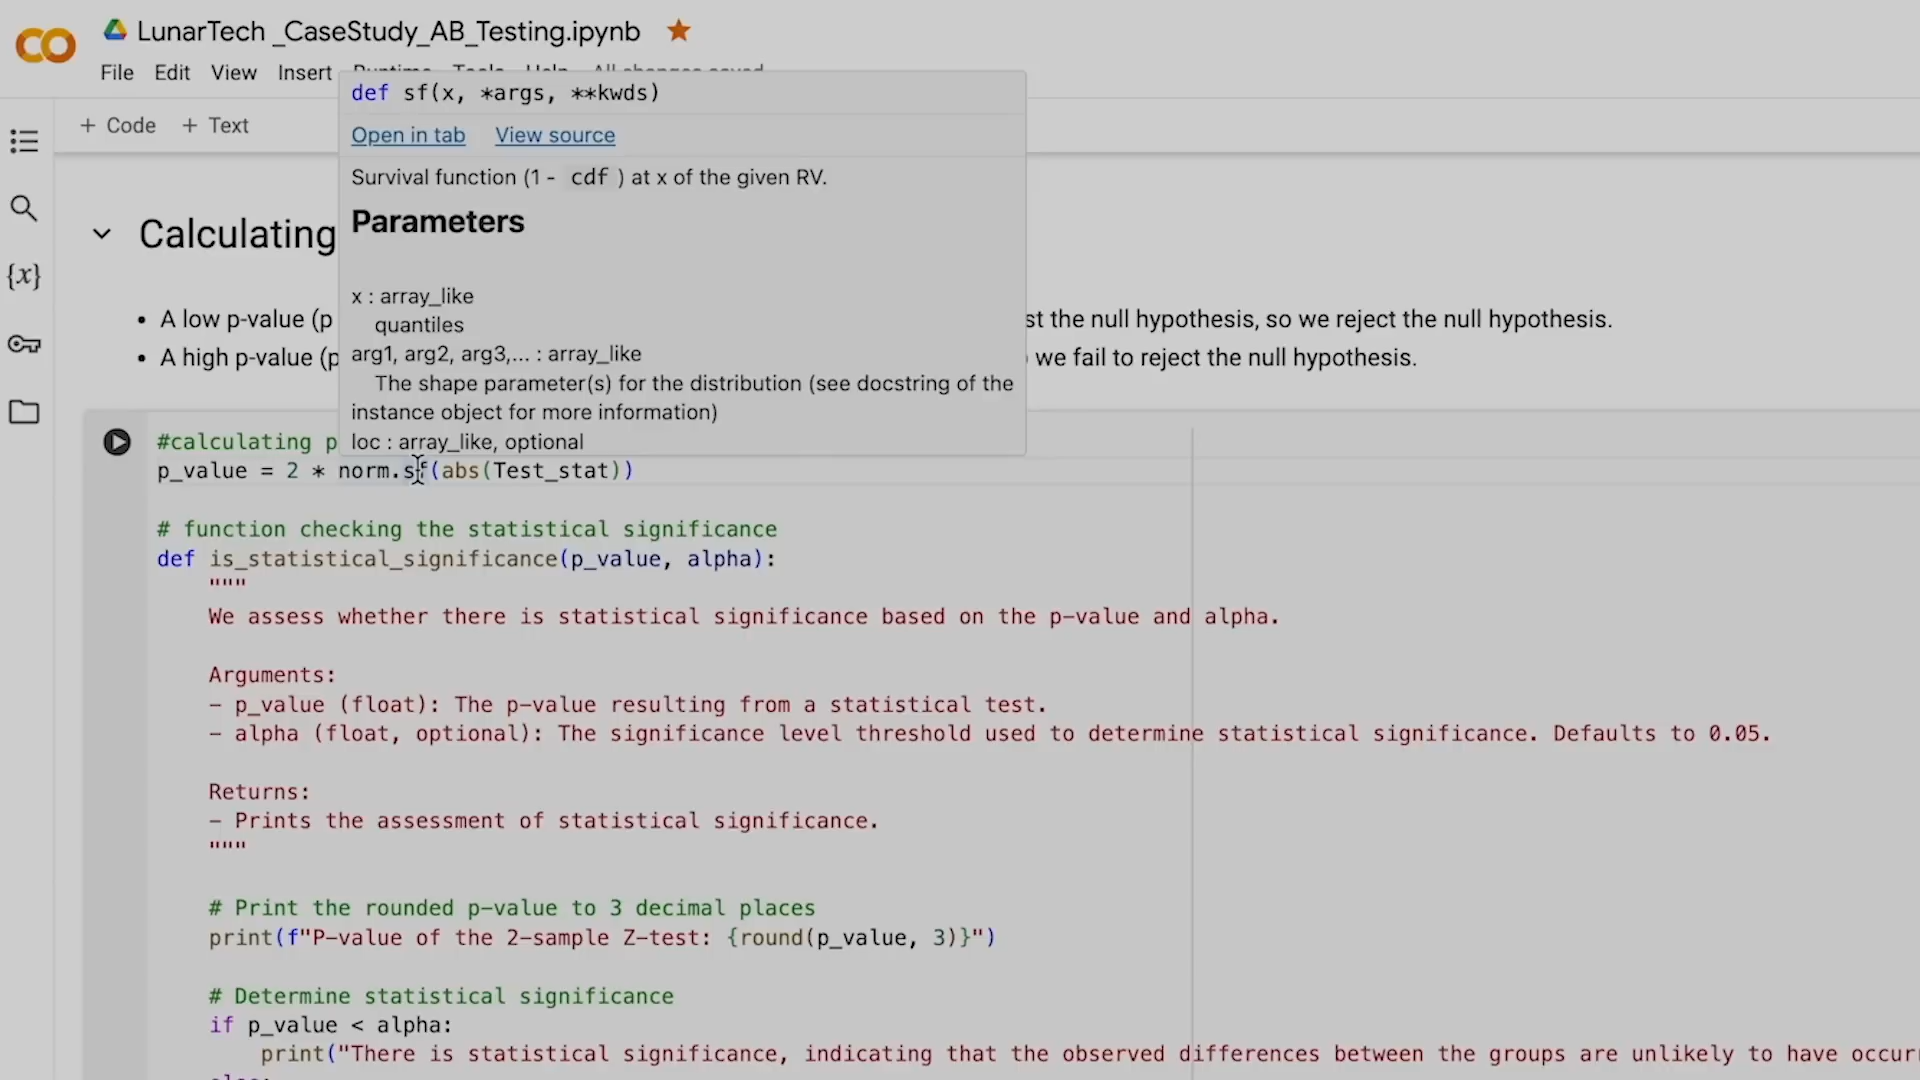 LunarTech _CaseStudy_AB_Testing.ipynb
File Edit View Insert Runtime Tools Help All changes saved
def sf(x, *args, **kwds)
Open in tab View source
+ Code + Text
Survival function (1 - cdf ) at x of the given RV.
Parameters
Calculating
x : array_like
quantiles
arg1, arg2, arg3,... : array_like
The shape parameter(s) for the distribution (see docstring of the
instance object for more information)
loc : array_like, optional
• A low p-value (p st the null hypothesis, so we reject the null hypothesis.
• A high p-value (p we fail to reject the null hypothesis.
#calculating p
p_value = 2 * norm.sf(abs(Test_stat))
# function checking the statistical significance
def is_statistical_significance(p_value, alpha):
"""
We assess whether there is statistical significance based on the p-value and alpha.
Arguments:
- p_value (float): The p-value resulting from a statistical test.
- alpha (float, optional): The significance level threshold used to determine statistical significance. Defaults to 0.05.
Returns:
- Prints the assessment of statistical significance.
"""
# Print the rounded p-value to 3 decimal places
print(f"P-value of the 2-sample Z-test: {round(p_value, 3)}")
# Determine statistical significance
if p_value < alpha:
print("There is statistical significance, indicating that the observed differences between the groups are unlikely to have occur